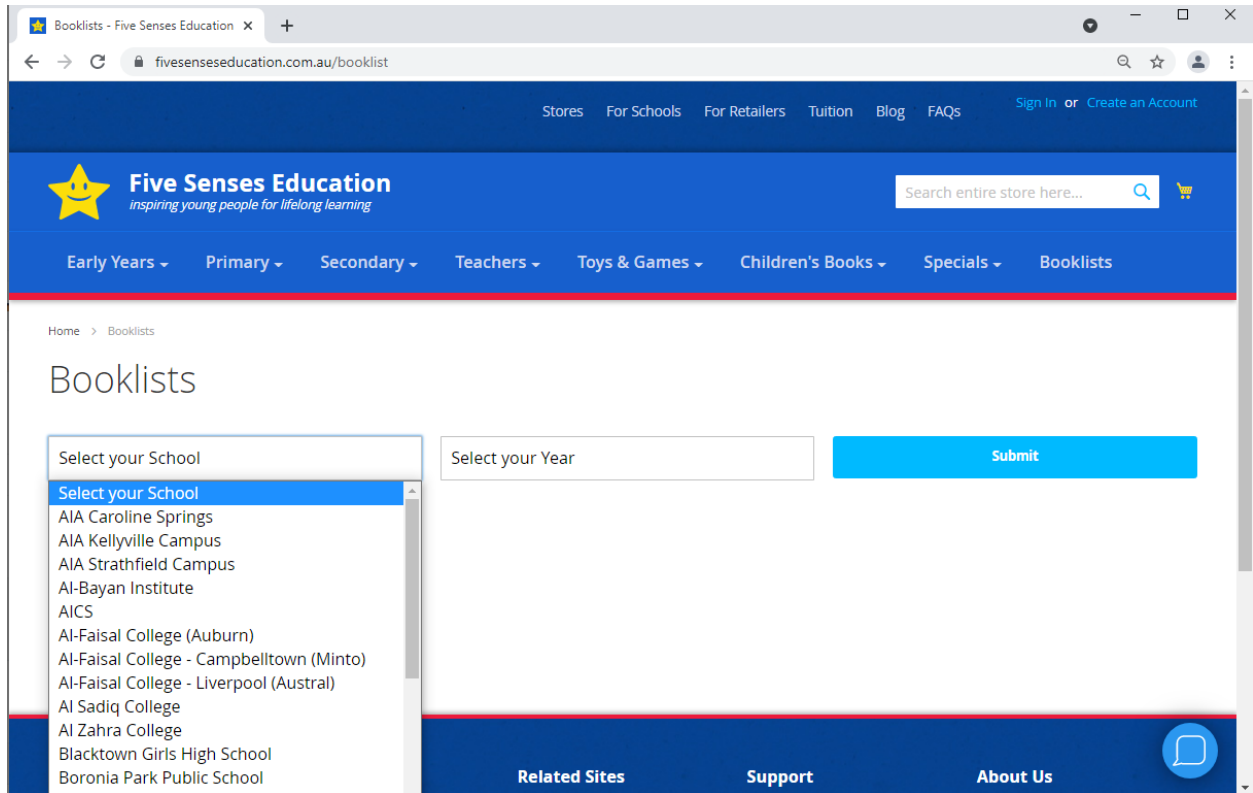 Booklists - Five Senses Education
fivesenseseducation.com.au/booklist
Stores For Schools For Retailers Tuition Blog FAQs Sign In or Create an Account
Five Senses Education
inspiring young people for lifelong learning
Search entire store here...
Early Years Primary Secondary Teachers Toys & Games Children's Books Specials Booklists
Home > Booklists
Booklists
Select your School Select your Year Submit
Select your School
AIA Caroline Springs
AIA Kellyville Campus
AIA Strathfield Campus
Al-Bayan Institute
AICS
Al-Faisal College (Auburn)
Al-Faisal College - Campbelltown (Minto)
Al-Faisal College - Liverpool (Austral)
Al Sadiq College
Al Zahra College
Blacktown Girls High School
Boronia Park Public School
Related Sites Support About Us